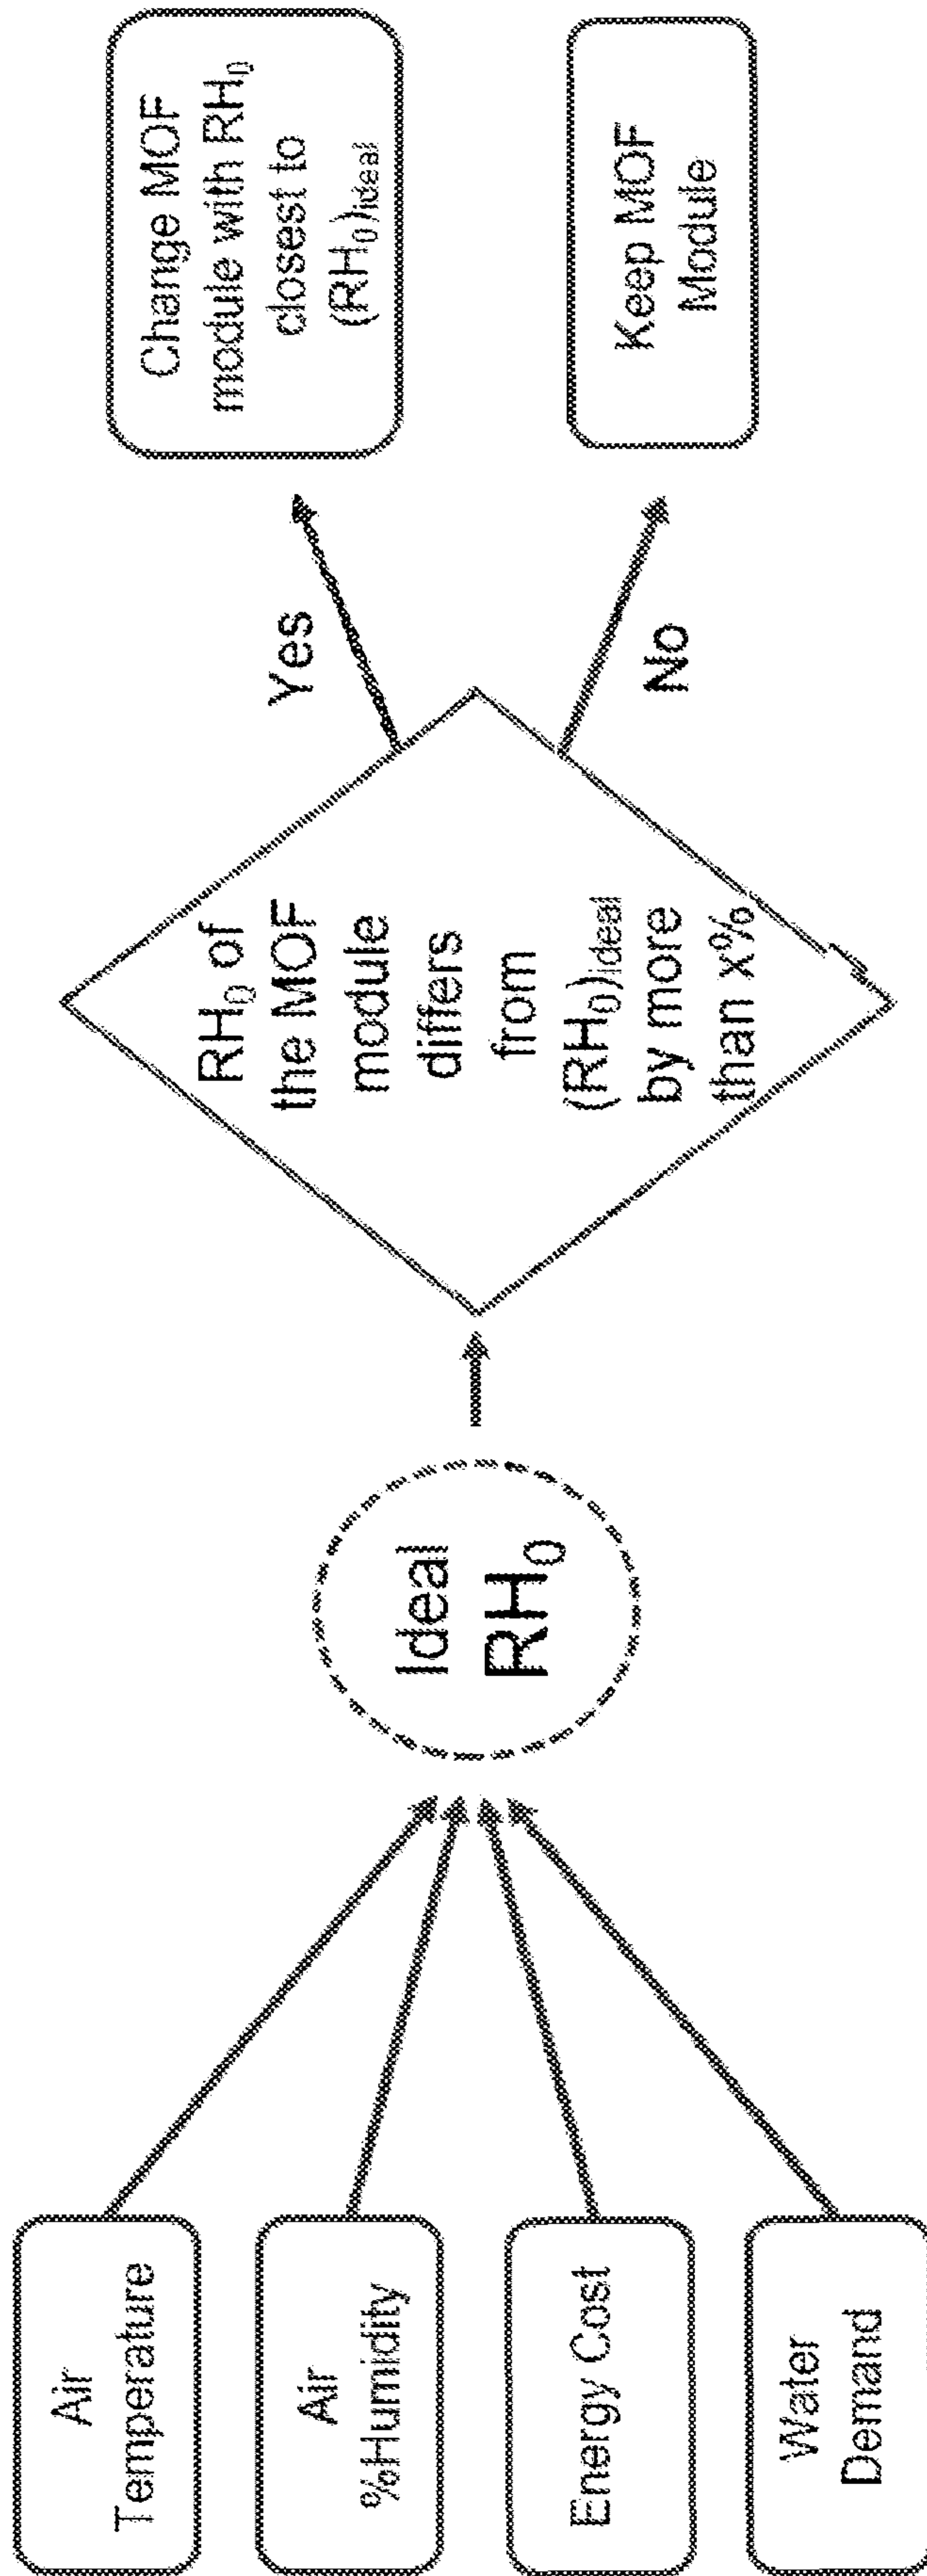 Air
Temperature
Air
%Humidity
Energy Cost
Water
Demand
Ideal
RH₀
RH₀ of
the MOF
module
differs
from
(RH₀)ideal
by more
than x%
Yes
No
Change MOF
module with RH₀
closest to
(RH₀)ideal
Keep MOF
Module